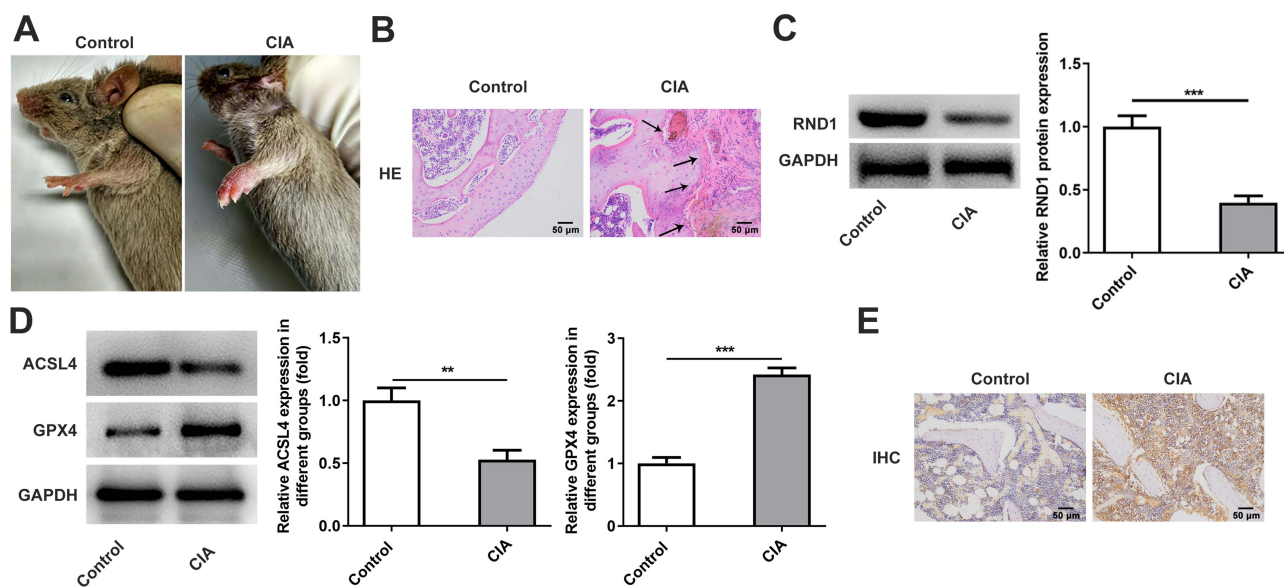 A
Control
CIA
B
Control
CIA
HE
50 µm
50 µm
C
RND1
GAPDH
Control
CIA
Relative RND1 protein expression
1.5
1.0
0.5
0.0
***
Control
CIA
D
ACSL4
GPX4
GAPDH
Control
CIA
Relative ACSL4 expression in
different groups (fold)
1.5
1.0
0.5
0.0
**
Control
CIA
Relative GPX4 expression in
different groups (fold)
3
2
1
0
***
Control
CIA
E
Control
CIA
IHC
50 µm
50 µm